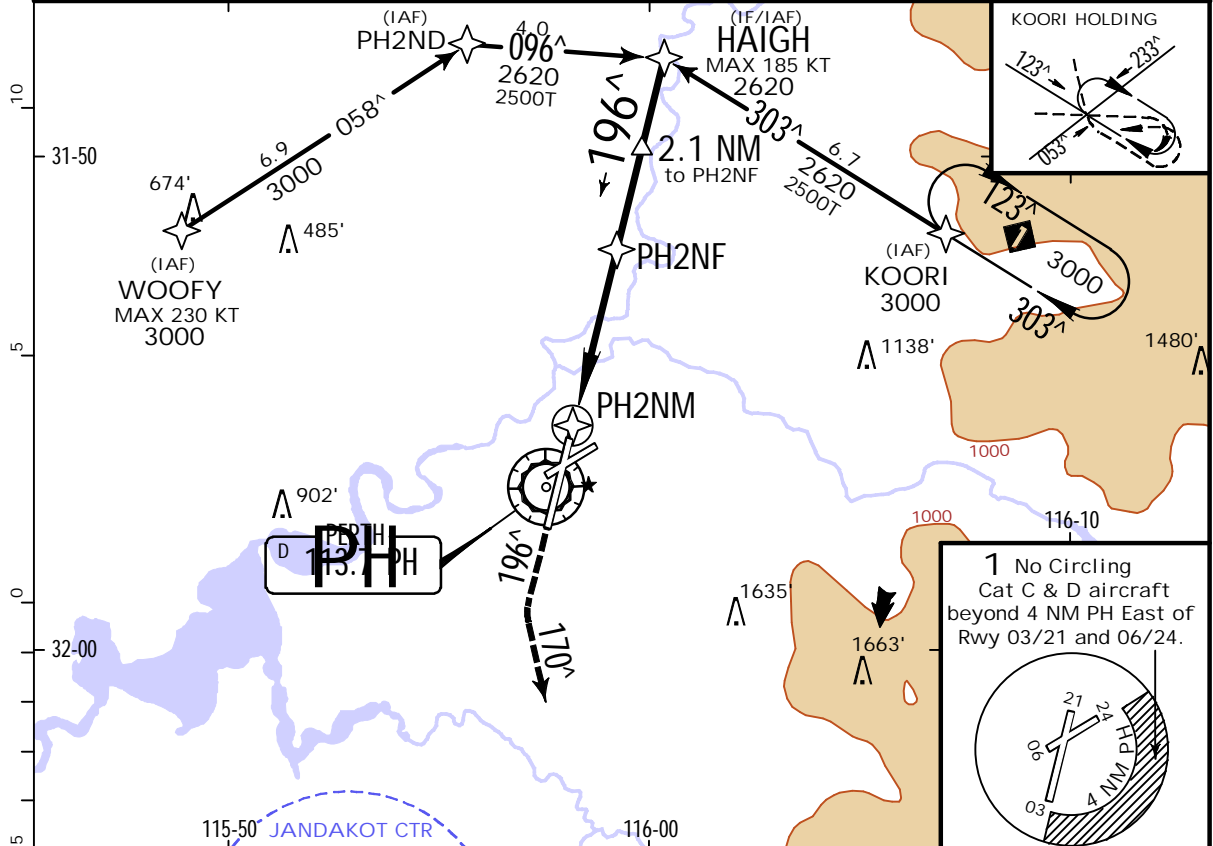 (IAF)
PH2ND
4.0
096^
2620
2500T
(IF/IAF)
HAIGH
MAX 185 KT
2620
KOORI HOLDING
123^
233^
053^
10
31-50
058^
6.9
3000
674'
485'
(IAF)
WOOFY
MAX 230 KT
3000
196^
2.1 NM
to PH2NF
303^
6.7
2620
2500T
123^
3000
303^
(IAF)
KOORI
3000
PH2NF
5
1138'
1480'
PH2NM
1000
902'
PERTH
D 113.7 PH
PH
196^
170^
1000
116-10
0
32-00
1635'
1663'
1 No Circling
Cat C & D aircraft
beyond 4 NM PH East of
Rwy 03/21 and 06/24.
21
24
06
03
4 NM PH
5
115-50
JANDAKOT CTR
116-00